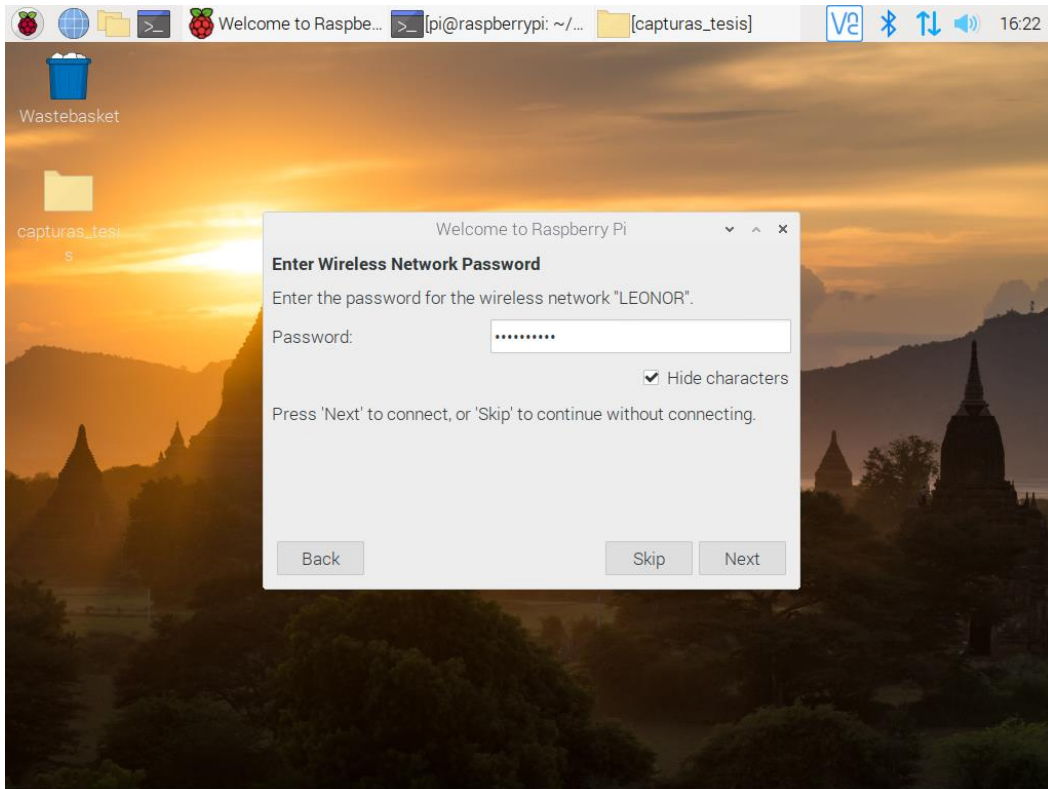 Welcome to Raspbe... [pi@raspberrypi: ~/... [capturas_tesis] 16:22
Wastebasket
capturas_tesi
s
Welcome to Raspberry Pi
Enter Wireless Network Password
Enter the password for the wireless network "LEONOR".
Password: ••••••••••
Hide characters
Press 'Next' to connect, or 'Skip' to continue without connecting.
Back Skip Next